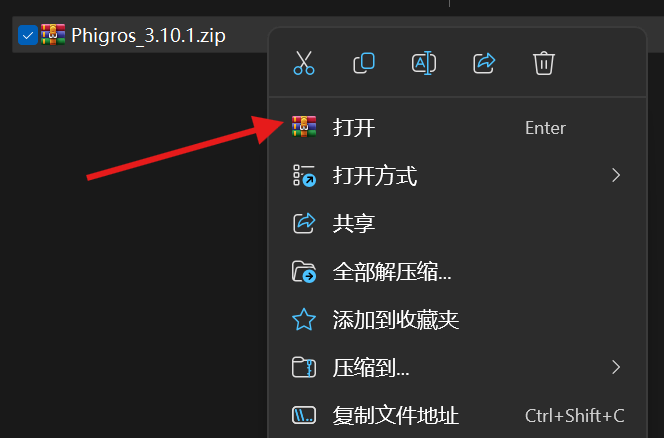 Phigros_3.10.1.zip
打开 Enter
打开方式
共享
全部解压缩...
添加到收藏夹
压缩到...
复制文件地址 Ctrl+Shift+C